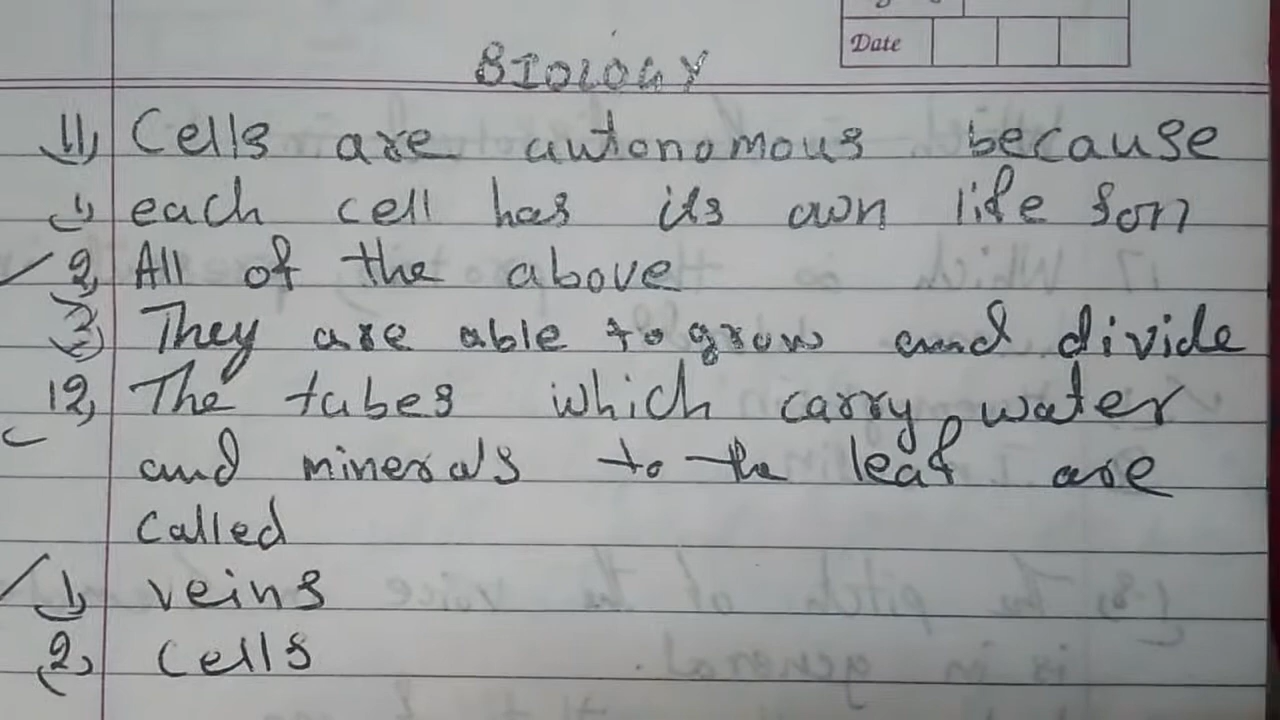 Date
BIOLOGY
11) Cells are autonomous because
1) each cell has its own life son
2) All of the above
3) They are able to grow and divide
12) The tubes which carry water
and minerals to the leaf are
called
1) veins
2) cells